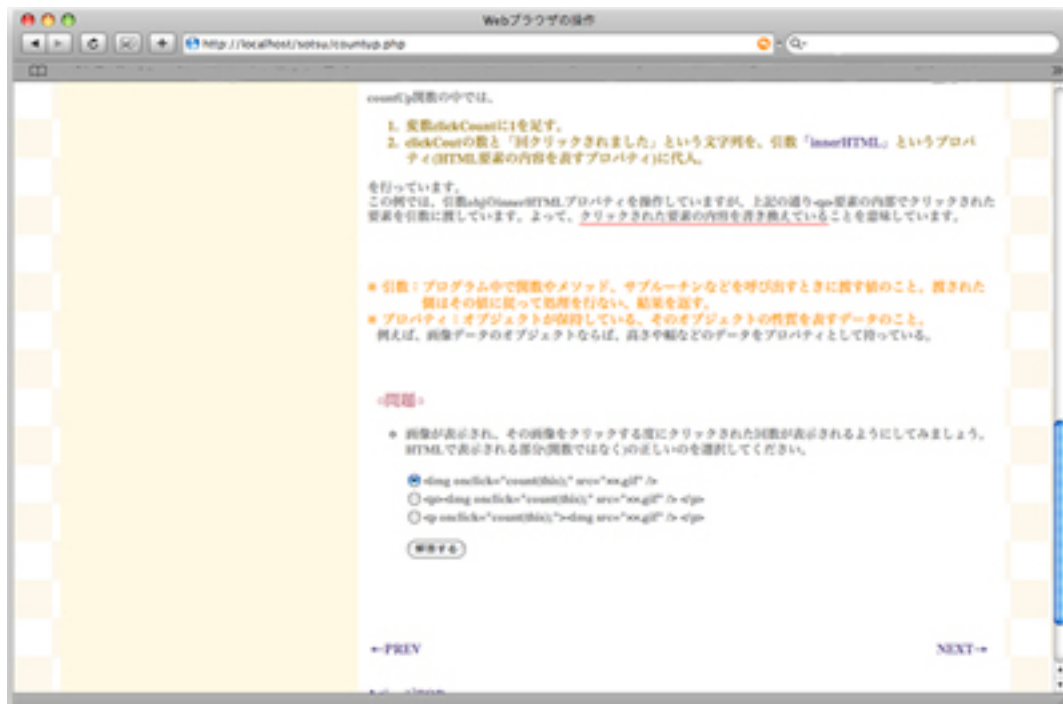 Webブラウザの操作
http://localhost/sotsu/countup.php
countUp関数の中では、
1. 変数clickCountに1を足す。
2. clickCoutの数と「回クリックされました」という文字列を、引数「innerHTML」というプロパ
ティ(HTML要素の内容を表すプロパティ)に代入。
を行っています。
この例では、引数objのinnerHTMLプロパティを操作していますが、上記の通り<p>要素の内部でクリックされた
要素を引数に渡しています。よって、クリックされた要素の内容を書き換えていることを意味しています。
※ 引数：プログラム中で関数やメソッド、サブルーチンなどを呼び出すときに渡す値のこと。渡された
側はその値に従って処理を行ない、結果を返す。
※ プロパティ：オブジェクトが保持している、そのオブジェクトの性質を表すデータのこと。
例えば、画像データのオブジェクトならば、高さや幅などのデータをプロパティとして持っている。
<問題>
画像が表示され、その画像をクリックする度にクリックされた回数が表示されるようにしてみましょう。
HTMLで表示される部分(関数ではなく)の正しいのを選択してください。
<img onclick="count(this);" src="××.gif" />
<p><img onclick="count(this);" src="××.gif" /> </p>
<p onclick="count(this);"><img src="××.gif" /> </p>
解答する
←PREV
NEXT→